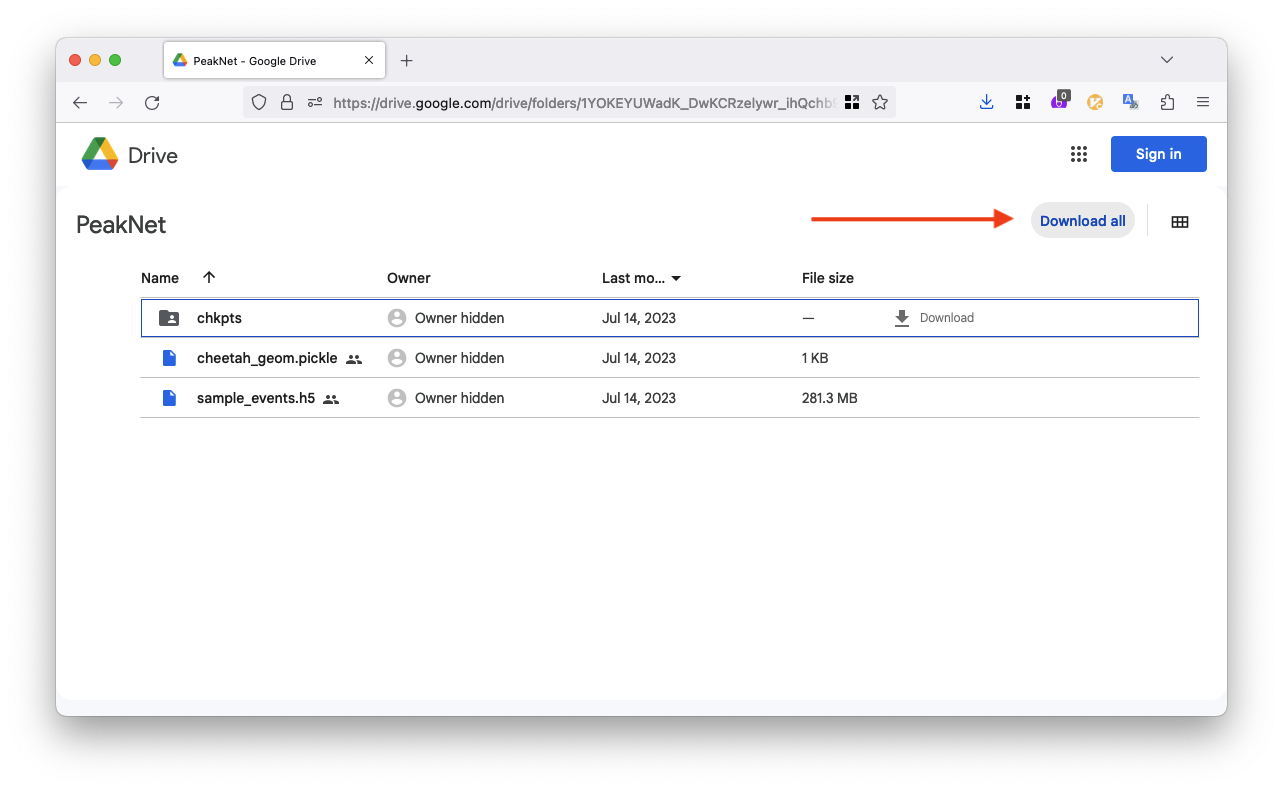 PeakNet - Google Drive
https://drive.google.com/drive/folders/1YOKEYUWadK_DwKCRzelywr_ihQchb9
0
Drive
Sign in
PeakNet
Download all
Name Owner Last mo... File size
chkpts Owner hidden Jul 14, 2023 — Download
cheetah_geom.pickle Owner hidden Jul 14, 2023 1 KB
sample_events.h5 Owner hidden Jul 14, 2023 281.3 MB